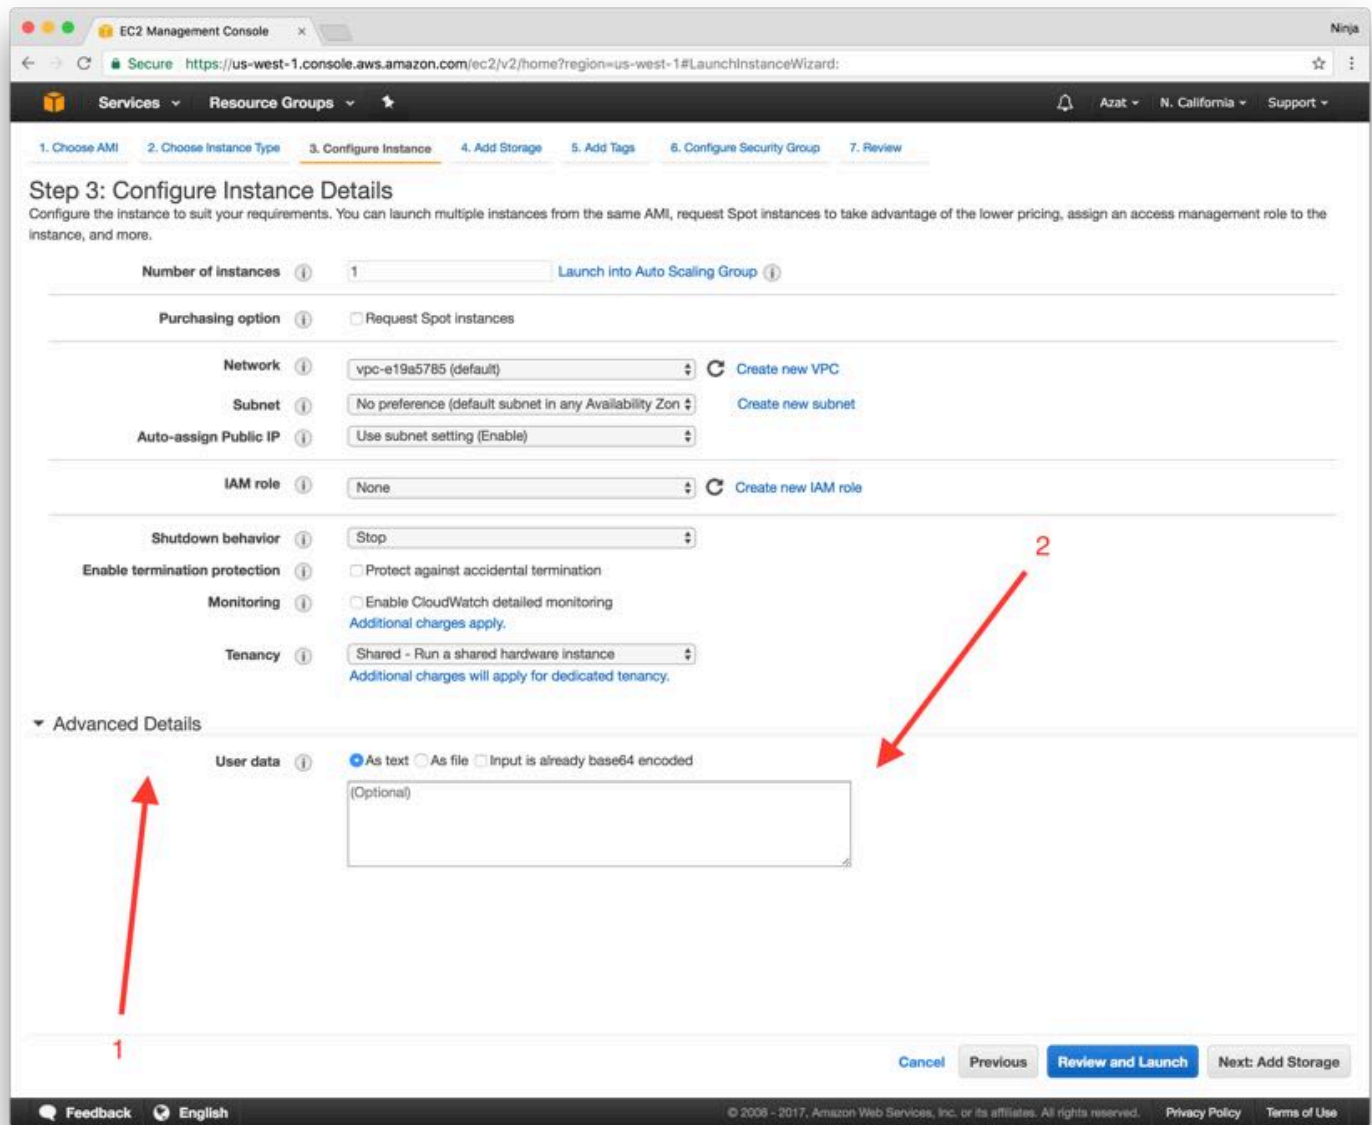 EC2 Management Console
Ninja
Secure https://us-west-1.console.aws.amazon.com/ec2/v2/home?region=us-west-1#LaunchInstanceWizard:
Services Resource Groups Azat N. California Support
1. Choose AMI 2. Choose Instance Type 3. Configure Instance 4. Add Storage 5. Add Tags 6. Configure Security Group 7. Review
Step 3: Configure Instance Details
Configure the instance to suit your requirements. You can launch multiple instances from the same AMI, request Spot instances to take advantage of the lower pricing, assign an access management role to the
instance, and more.
Number of instances 1 Launch into Auto Scaling Group
Purchasing option Request Spot instances
Network vpc-e19a5785 (default) Create new VPC
Subnet No preference (default subnet in any Availability Zon Create new subnet
Auto-assign Public IP Use subnet setting (Enable)
IAM role None Create new IAM role
Shutdown behavior Stop
2
Enable termination protection Protect against accidental termination
Monitoring Enable CloudWatch detailed monitoring
Additional charges apply.
Tenancy Shared - Run a shared hardware instance
Additional charges will apply for dedicated tenancy.
Advanced Details
User data As text As file Input is already base64 encoded
(Optional)
1
Cancel Previous Review and Launch Next: Add Storage
Feedback English © 2008 - 2017, Amazon Web Services, Inc. or its affiliates. All rights reserved. Privacy Policy Terms of Use